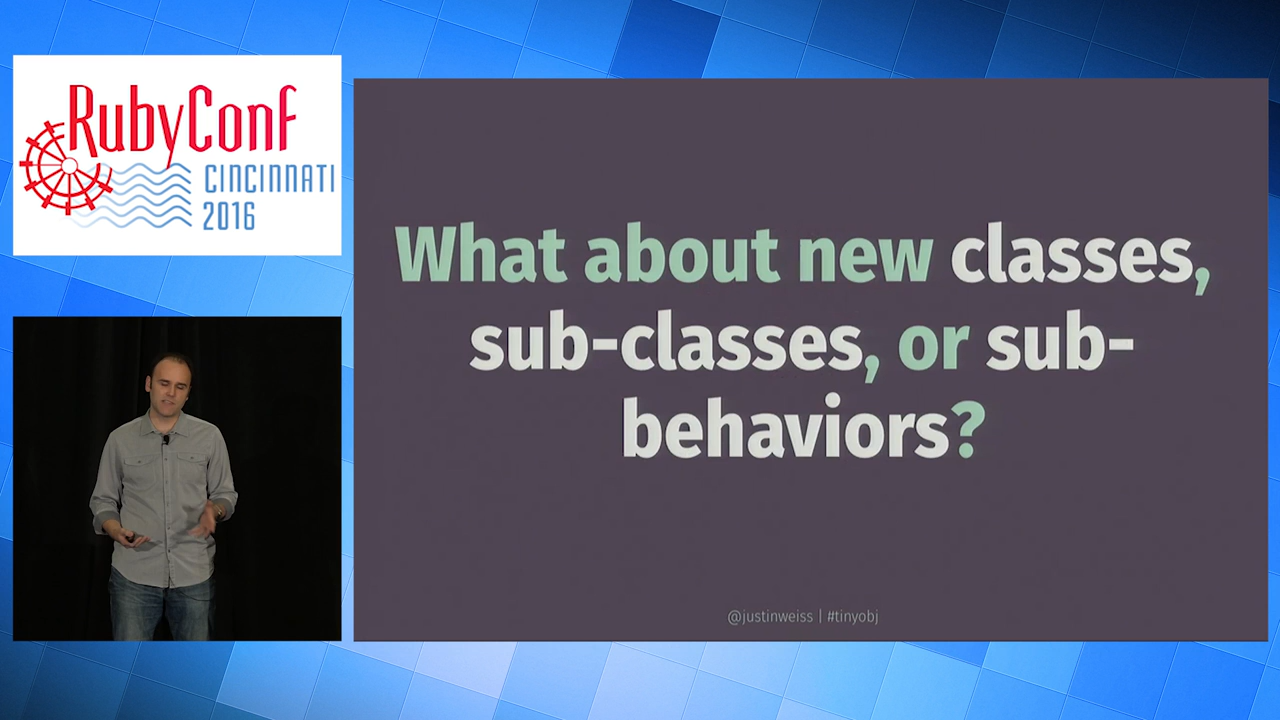 RubyConf
CINCINNATI
2016
What about new classes,
sub-classes, or sub-
behaviors?
@justinweiss | #tinyobj